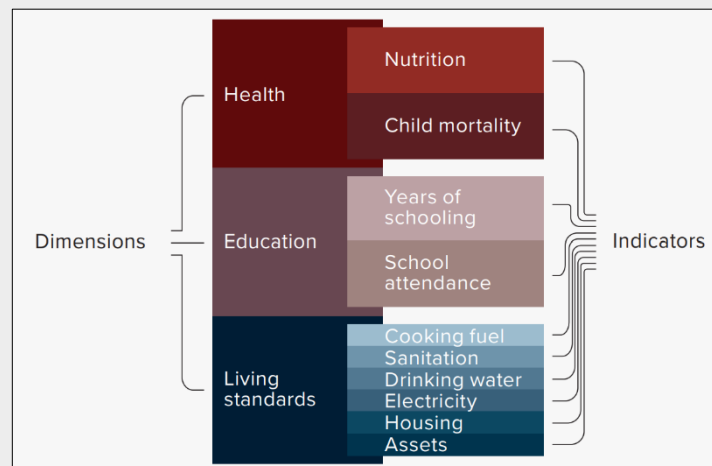 Dimensions
Health
Nutrition
Child mortality
Education
Years of
schooling
School
attendance
Living
standards
Cooking fuel
Sanitation
Drinking water
Electricity
Housing
Assets
Indicators